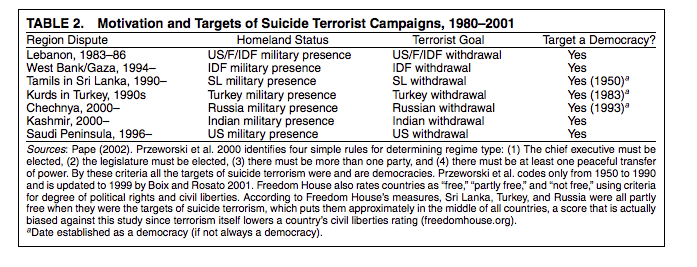 TABLE 2. Motivation and Targets of Suicide Terrorist Campaigns, 1980–2001
Region Dispute Homeland Status Terrorist Goal Target a Democracy?
Lebanon, 1983–86 US/F/IDF military presence US/F/IDF withdrawal Yes
West Bank/Gaza, 1994– IDF military presence IDF withdrawal Yes
Tamils in Sri Lanka, 1990– SL military presence SL withdrawal Yes (1950)a
Kurds in Turkey, 1990s Turkey military presence Turkey withdrawal Yes (1983)a
Chechnya, 2000– Russia military presence Russian withdrawal Yes (1993)a
Kashmir, 2000– Indian military presence Indian withdrawal Yes
Saudi Peninsula, 1996– US military presence US withdrawal Yes
Sources: Pape (2002). Przeworski et al. 2000 identifies four simple rules for determining regime type: (1) The chief executive must be
elected, (2) the legislature must be elected, (3) there must be more than one party, and (4) there must be at least one peaceful transfer
of power. By these criteria all the targets of suicide terrorism were and are democracies. Przeworski et al. codes only from 1950 to 1990
and is updated to 1999 by Boix and Rosato 2001. Freedom House also rates countries as “free,” “partly free,” and “not free,” using criteria
for degree of political rights and civil liberties. According to Freedom House’s measures, Sri Lanka, Turkey, and Russia were all partly
free when they were the targets of suicide terrorism, which puts them approximately in the middle of all countries, a score that is actually
biased against this study since terrorism itself lowers a country’s civil liberties rating (freedomhouse.org).
aDate established as a democracy (if not always a democracy).